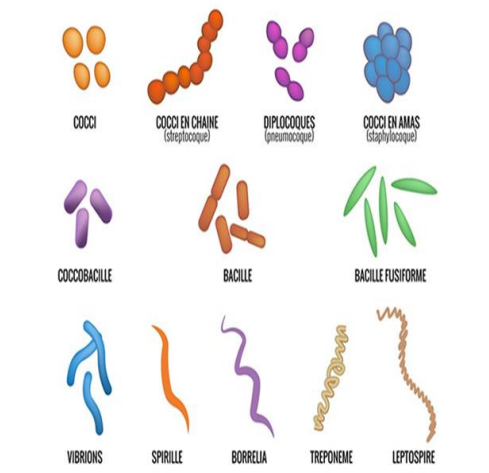 COCCI
COCCI EN CHAINE
(streptocoque)
DIPLOCOQUES
(pneumocoque)
COCCI EN AMAS
(staphylocoque)
COCCOBACILLE
BACILLE
BACILLE FUSIFORME
VIBRIONS
SPIRILLE
BORRELIA
TREPONEME
LEPTOSPIRE